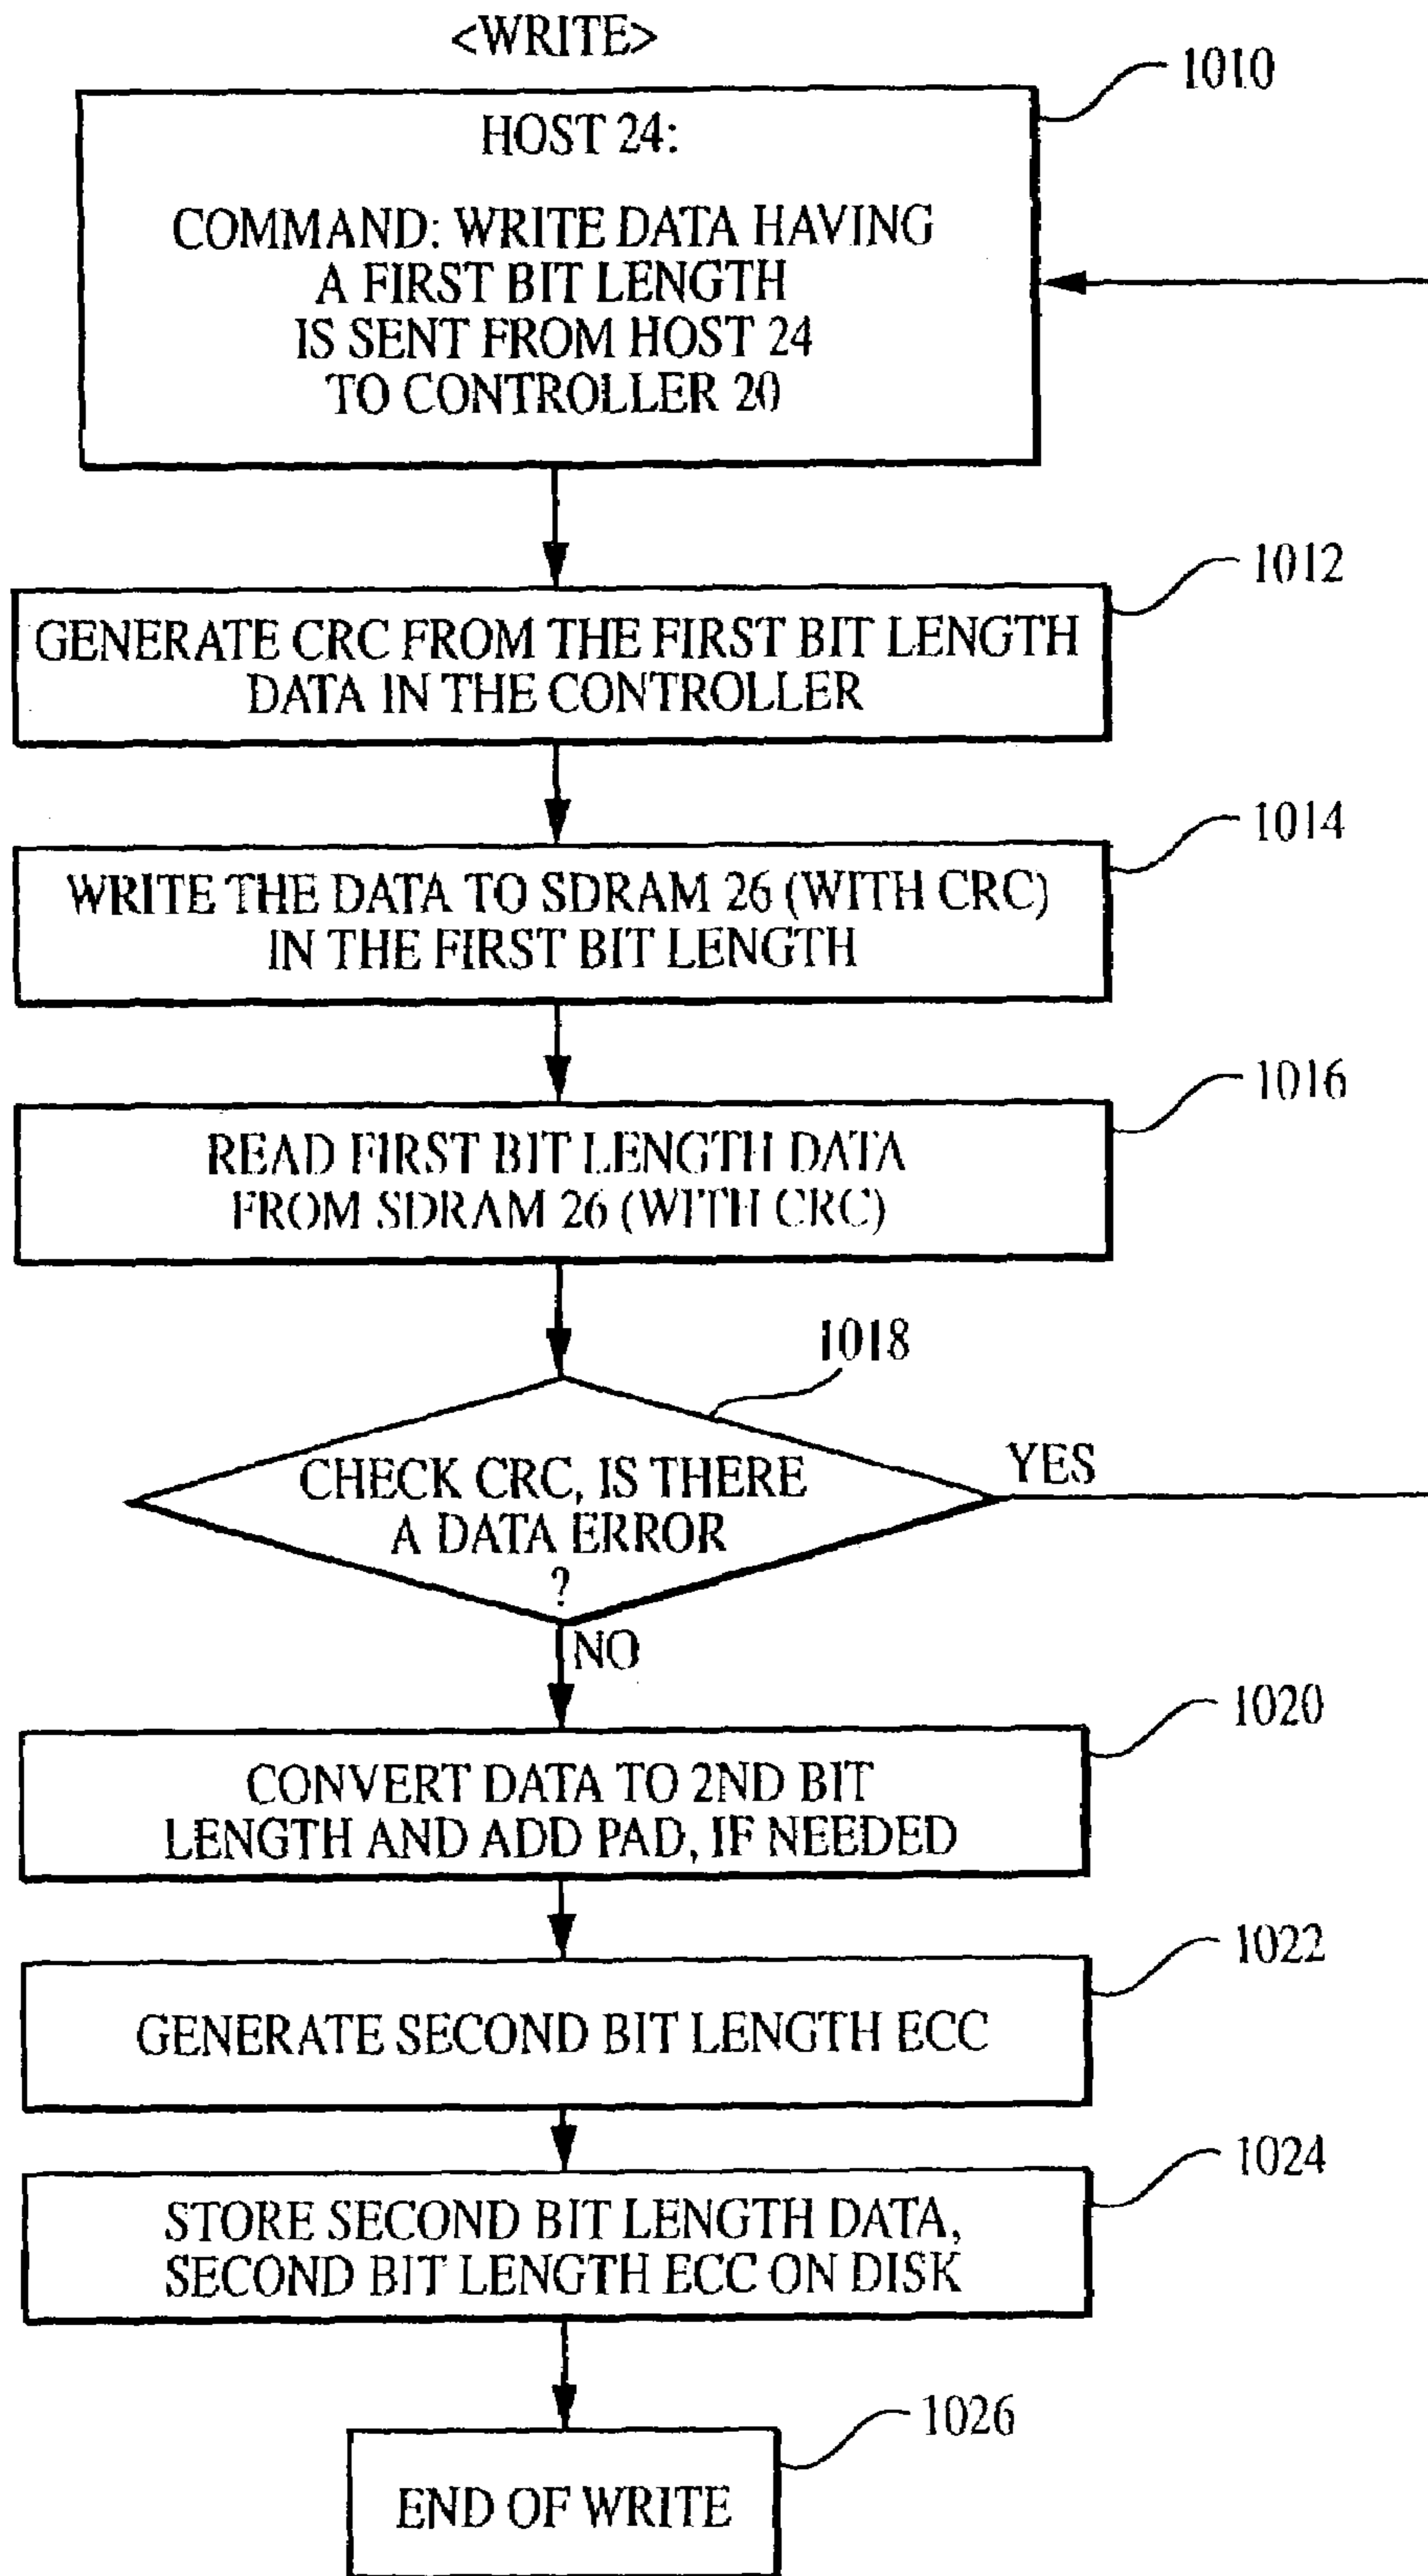 <WRITE>
1010
HOST 24:
COMMAND: WRITE DATA HAVING
A FIRST BIT LENGTH
IS SENT FROM HOST 24
TO CONTROLLER 20
1012
GENERATE CRC FROM THE FIRST BIT LENGTH
DATA IN THE CONTROLLER
1014
WRITE THE DATA TO SDRAM 26 (WITH CRC)
IN THE FIRST BIT LENGTH
1016
READ FIRST BIT LENGTH DATA
FROM SDRAM 26 (WITH CRC)
1018
CHECK CRC, IS THERE
A DATA ERROR
?
YES
NO
1020
CONVERT DATA TO 2ND BIT
LENGTH AND ADD PAD, IF NEEDED
1022
GENERATE SECOND BIT LENGTH ECC
1024
STORE SECOND BIT LENGTH DATA,
SECOND BIT LENGTH ECC ON DISK
1026
END OF WRITE